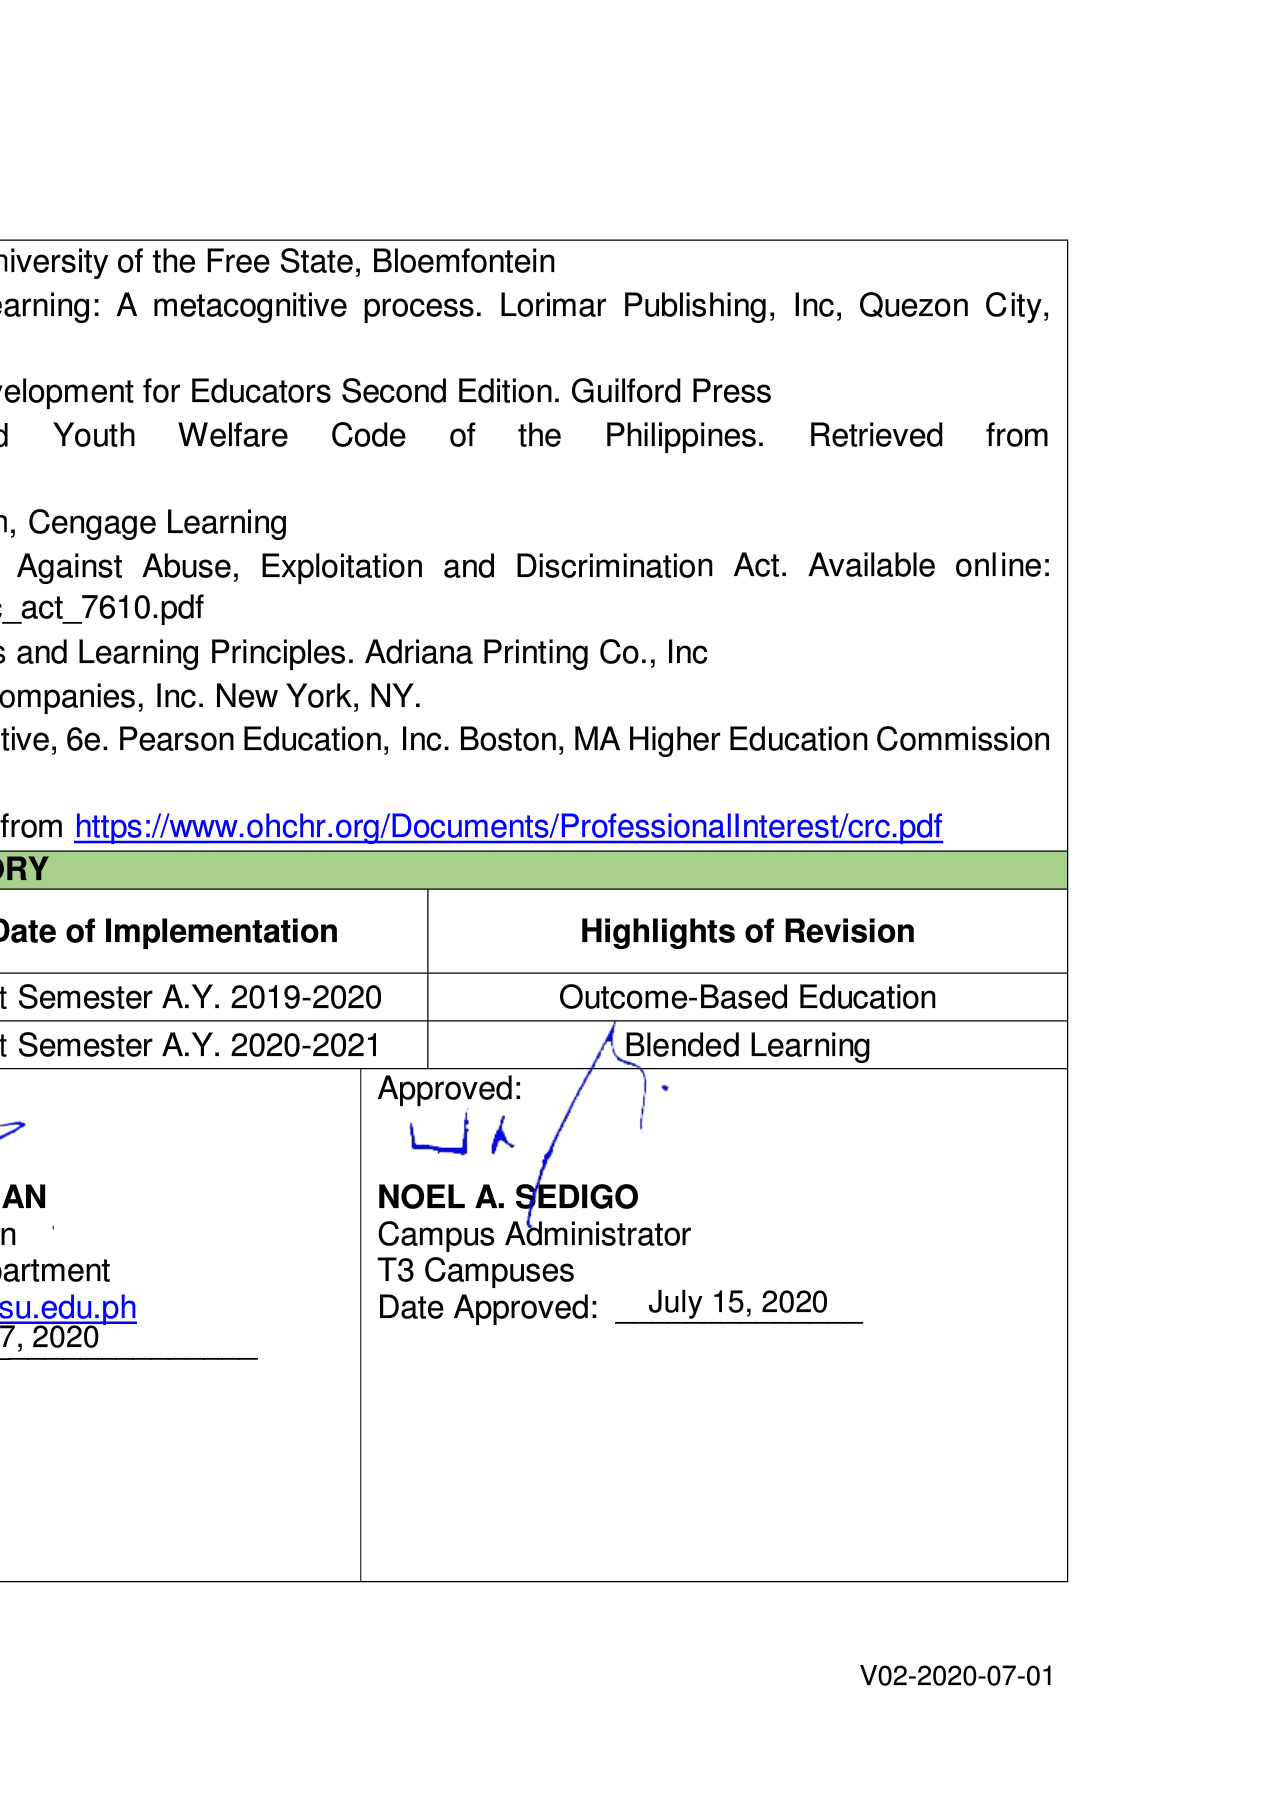 niversity of the Free State, Bloemfontein
earning: A metacognitive process. Lorimar Publishing, Inc, Quezon City,
velopment for Educators Second Edition. Guilford Press
d Youth Welfare Code of the Philippines. Retrieved from
n, Cengage Learning
Against Abuse, Exploitation and Discrimination Act. Available online:
c_act_7610.pdf
s and Learning Principles. Adriana Printing Co., Inc
ompanies, Inc. New York, NY.
tive, 6e. Pearson Education, Inc. Boston, MA Higher Education Commission
from https://www.ohchr.org/Documents/ProfessionalInterest/crc.pdf
ORY
Date of Implementation Highlights of Revision
t Semester A.Y. 2019-2020 Outcome-Based Education
t Semester A.Y. 2020-2021 Blended Learning
AN
n
partment
su.edu.ph
7, 2020
Approved:
NOEL A. SEDIGO
Campus Administrator
T3 Campuses
Date Approved: July 15, 2020
V02-2020-07-01